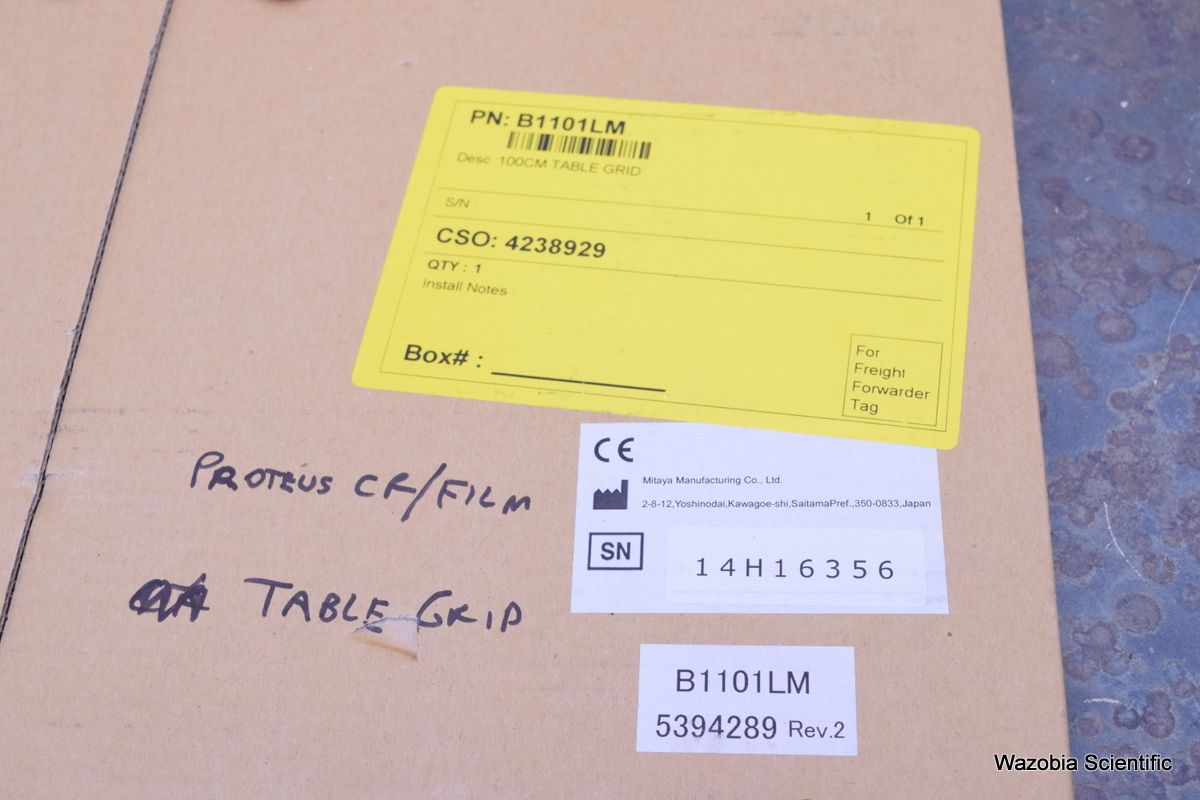 PN: B1101LM
Desc :100CM TABLE GRID
S/N :
1 Of 1
CSO: 4238929
QTY : 1
Install Notes :
Box# :
For
Freight
Forwarder
Tag
CE
Mitaya Manufacturing Co., Ltd.
2-8-12,Yoshinodai,Kawagoe-shi,SaitamaPref.,350-0833,Japan
SN
14H16356
PROTEUS CR/FILM
TABLE GRID
B1101LM
5394289 Rev.2
Wazobia Scientific